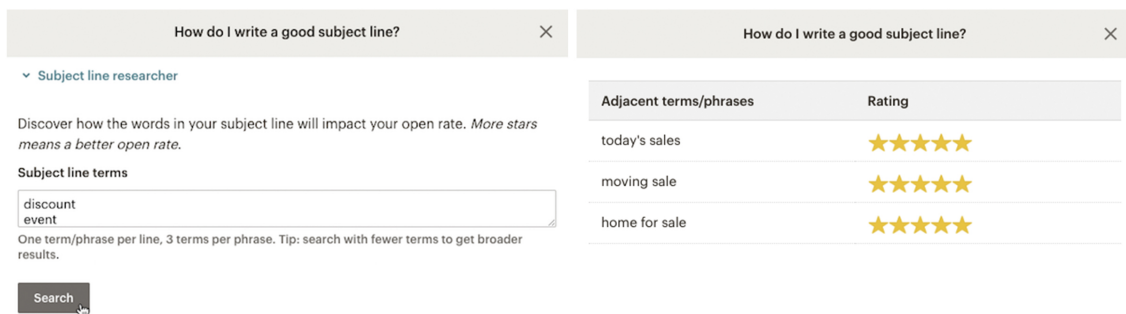 How do I write a good subject line?
Subject line researcher
Discover how the words in your subject line will impact your open rate. More stars
means a better open rate.
Subject line terms
discount
event
One term/phrase per line, 3 terms per phrase. Tip: search with fewer terms to get broader
results.
Search
How do I write a good subject line?
Adjacent terms/phrases Rating
today's sales
moving sale
home for sale